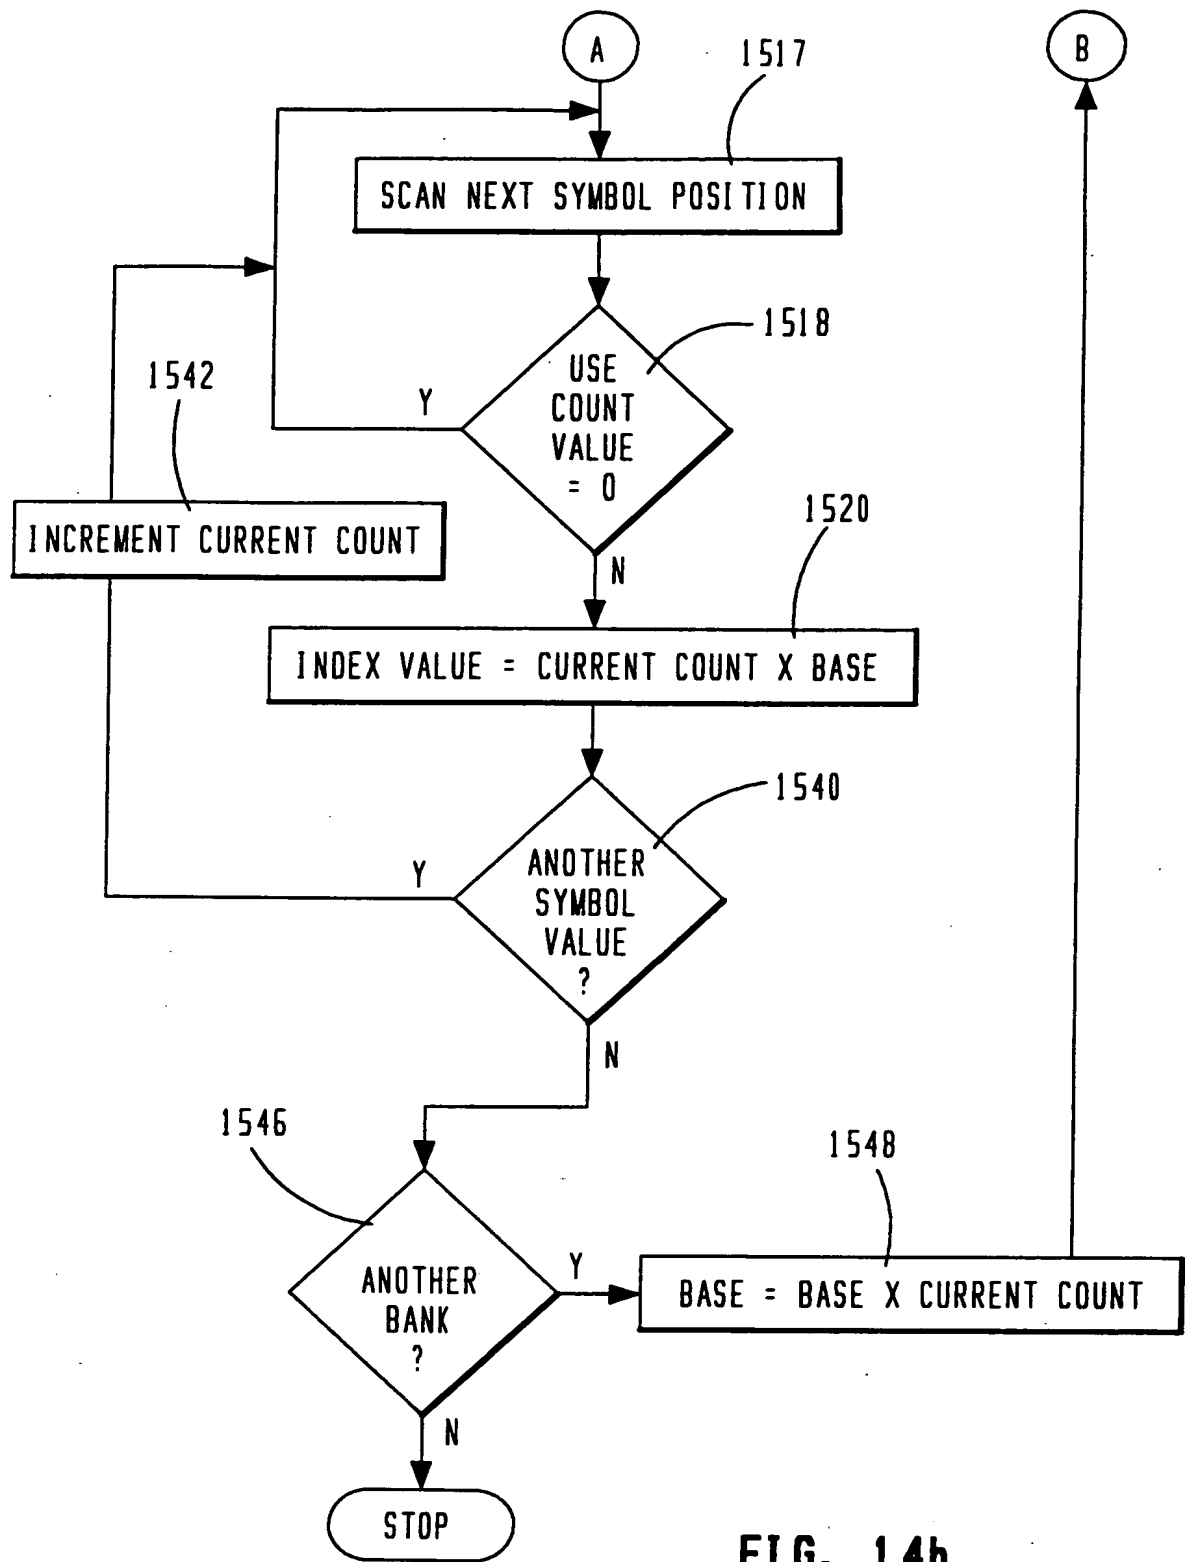 A
B
1517
SCAN NEXT SYMBOL POSITION
1518
USE
COUNT
VALUE
= 0
Y
1542
INCREMENT CURRENT COUNT
N
1520
INDEX VALUE = CURRENT COUNT X BASE
1540
ANOTHER
SYMBOL
VALUE
?
Y
N
1546
1548
ANOTHER
BANK
?
Y
BASE = BASE X CURRENT COUNT
N
STOP
FIG. 14b